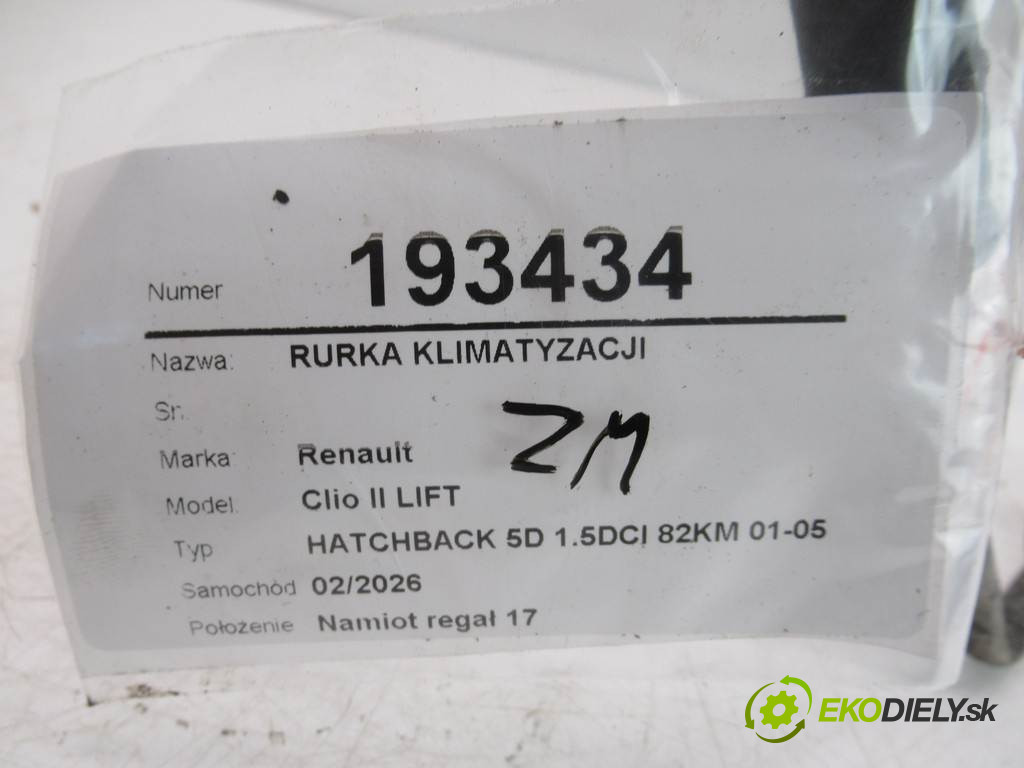 Numer 193434
Nazwa: RURKA KLIMATYZACJI
Sr.
Marka Renault ZM
Model. Clio II LIFT
Typ HATCHBACK 5D 1.5DCI 82KM 01-05
Samochód 02/2026
Położenie Namiot regał 17
EKODIELY.sk